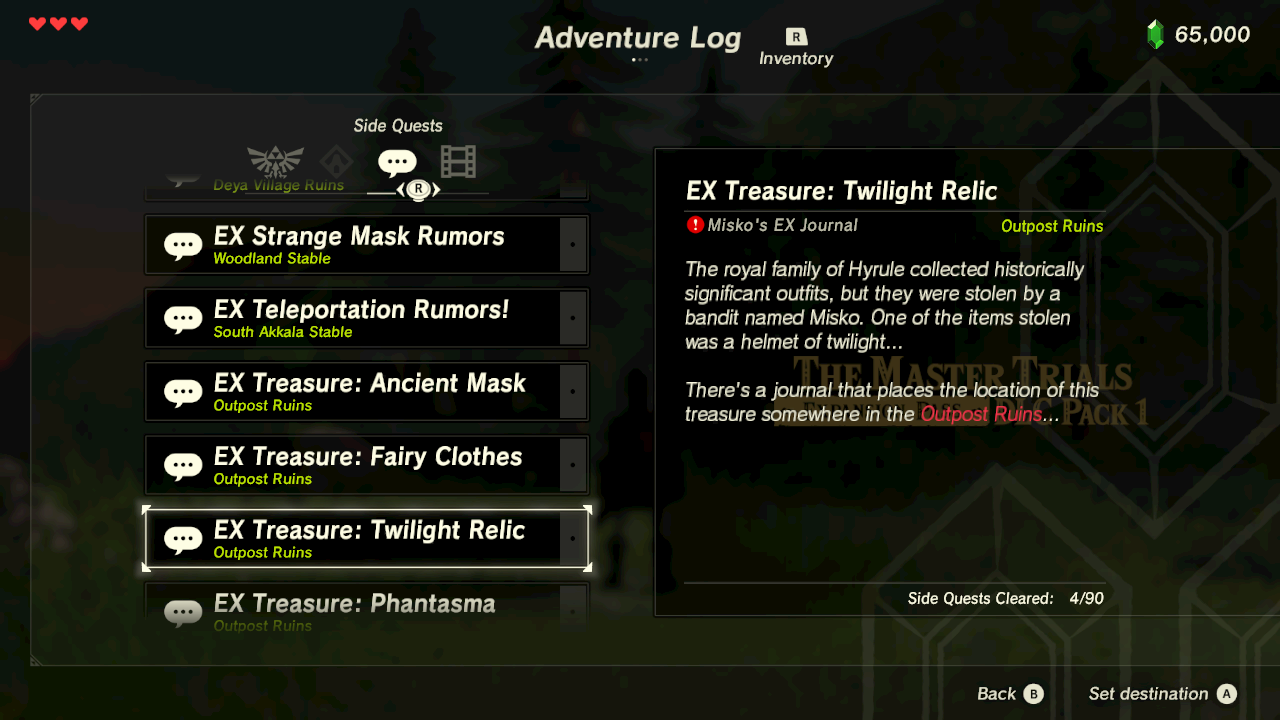 Adventure Log
R
Inventory
65,000
Side Quests
Deya Village Ruins
R
EX Strange Mask Rumors
Woodland Stable
EX Teleportation Rumors!
South Akkala Stable
EX Treasure: Ancient Mask
Outpost Ruins
EX Treasure: Fairy Clothes
Outpost Ruins
EX Treasure: Twilight Relic
Outpost Ruins
EX Treasure: Phantasma
Outpost Ruins
EX Treasure: Twilight Relic
! Misko's EX Journal
Outpost Ruins
The royal family of Hyrule collected historically
significant outfits, but they were stolen by a
bandit named Misko. One of the items stolen
was a helmet of twilight...
There's a journal that places the location of this
treasure somewhere in the Outpost Ruins...
The Master Trials
DLC Pack 1
Side Quests Cleared: 4/90
Back B
Set destination A